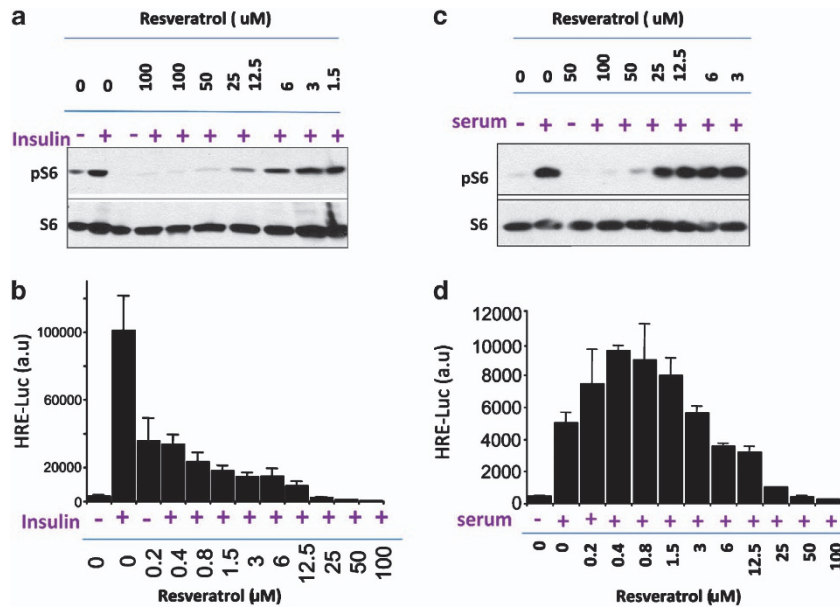 a
Resveratrol ( uM)
0 0 100 100 50 25 12.5 6 3 1.5
Insulin - + - + + + + + + +
pS6
S6
b
HRE-Luc (a.u)
100000
60000
20000
0
Insulin - + - + + + + + + + + +
0 0 0.2 0.4 0.8 1.5 3 6 12.5 25 50 100
Resveratrol (µM)
c
Resveratrol ( uM)
0 0 50 100 50 25 12.5 6 3
serum - + - + + + + + +
pS6
S6
d
HRE-Luc (a.u)
12000
10000
8000
6000
4000
2000
0
serum - + + + + + + + + + + +
0 0 0.2 0.4 0.8 1.5 3 6 12.5 25 50 100
Resveratrol (µM)